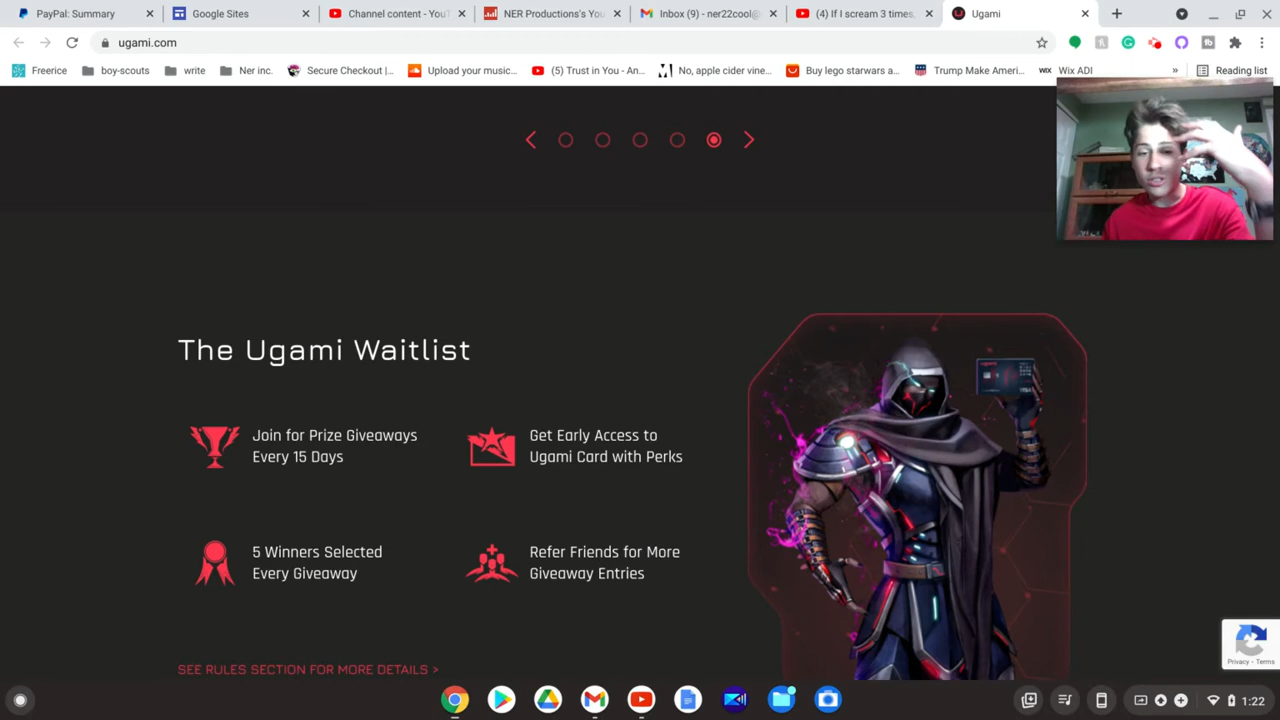 PayPal: Summary
Google Sites
Channel content - YouT
NER Productions's You
Inbox (9) - ner22cool@
(4) If I scream 3 times,
Ugami
ugami.com
Freerice
boy-scouts
write
Ner inc.
Secure Checkout |...
Upload your music...
(5) Trust in You - An...
No, apple cider vine...
Buy lego starwars a...
Trump Make Ameri...
WIX
Wix ADI
»
Reading list
The Ugami Waitlist
Join for Prize Giveaways
Every 15 Days
Get Early Access to
Ugami Card with Perks
5 Winners Selected
Every Giveaway
Refer Friends for More
Giveaway Entries
SEE RULES SECTION FOR MORE DETAILS >
Privacy - Terms
1:22